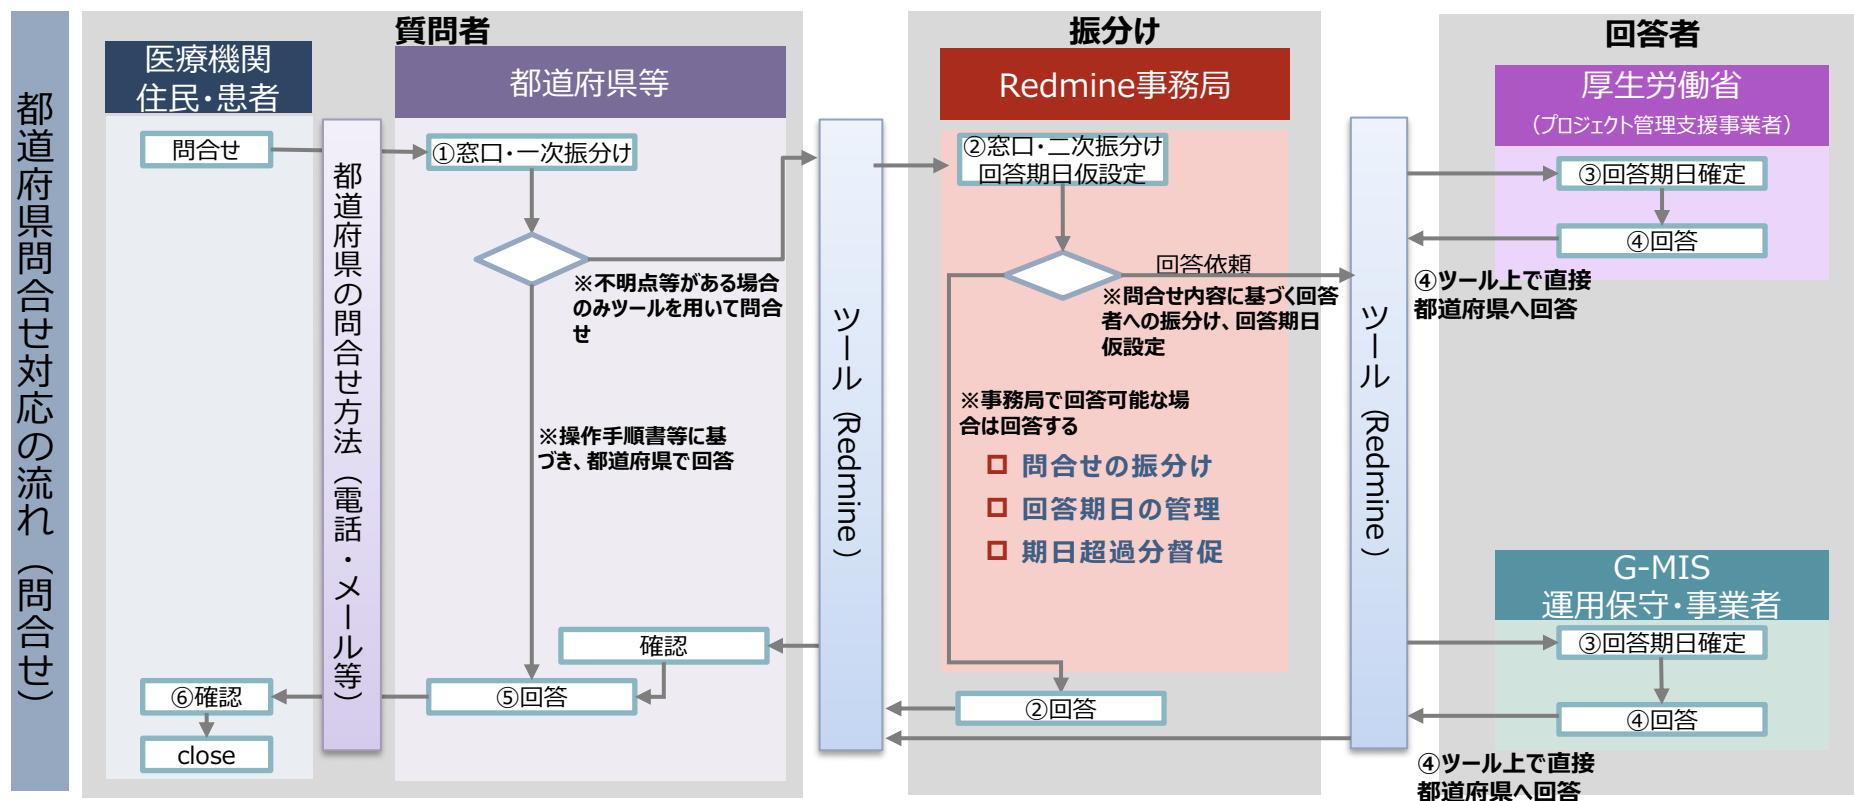 都道府県問合せ対応の流れ（問合せ）
質問者
医療機関
住民・患者
問合せ
都道府県の問合せ方法（電話・メール等）
都道府県等
①窓口・一次振分け
※不明点等がある場合
のみツールを用いて問合
せ
※操作手順書等に基
づき、都道府県で回答
確認
⑤回答
⑥確認
close
ツール（Redmine）
振分け
Redmine事務局
②窓口・二次振分け
回答期日仮設定
回答依頼
※問合せ内容に基づく回答
者への振分け、回答期日
仮設定
※事務局で回答可能な場
合は回答する
問合せの振分け
回答期日の管理
期日超過分督促
②回答
ツール（Redmine）
回答者
厚生労働省
（プロジェクト管理支援事業者）
③回答期日確定
④回答
④ツール上で直接
都道府県へ回答
G-MIS
運用保守・事業者
③回答期日確定
④回答
④ツール上で直接
都道府県へ回答